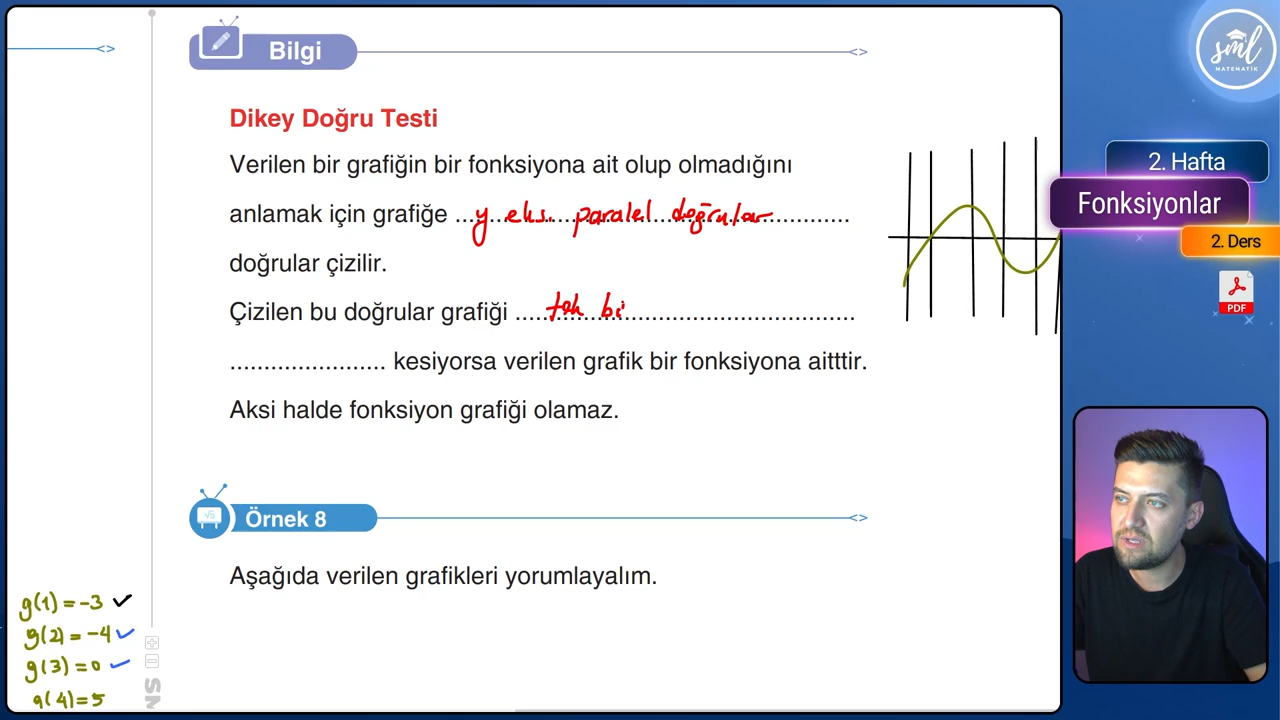 Bilgi
Dikey Doğru Testi
Verilen bir grafiğin bir fonksiyona ait olup olmadığını
anlamak için grafiğe ... y eks. paralel doğrular ...
doğrular çizilir.
Çizilen bu doğrular grafiği ... tek bi ...
... kesiyorsa verilen grafik bir fonksiyona aitttir.
Aksi halde fonksiyon grafiği olamaz.
Örnek 8
Aşağıda verilen grafikleri yorumlayalım.
g(1) = -3 ✓
g(2) = -4 ✓
g(3) = 0 ✓
g(4) = 5
NS
sml
MATEMATİK
2. Hafta
Fonksiyonlar
2. Ders
PDF